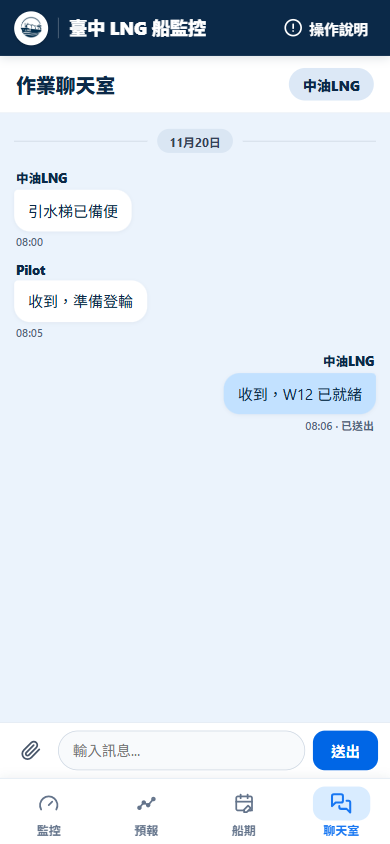 臺中 LNG 船監控
操作說明
作業聊天室
中油LNG
11月20日
中油LNG
引水梯已備便
08:00
Pilot
收到，準備登輪
08:05
中油LNG
收到，W12 已就緒
08:06 · 已送出
輸入訊息...
送出
監控
預報
船期
聊天室